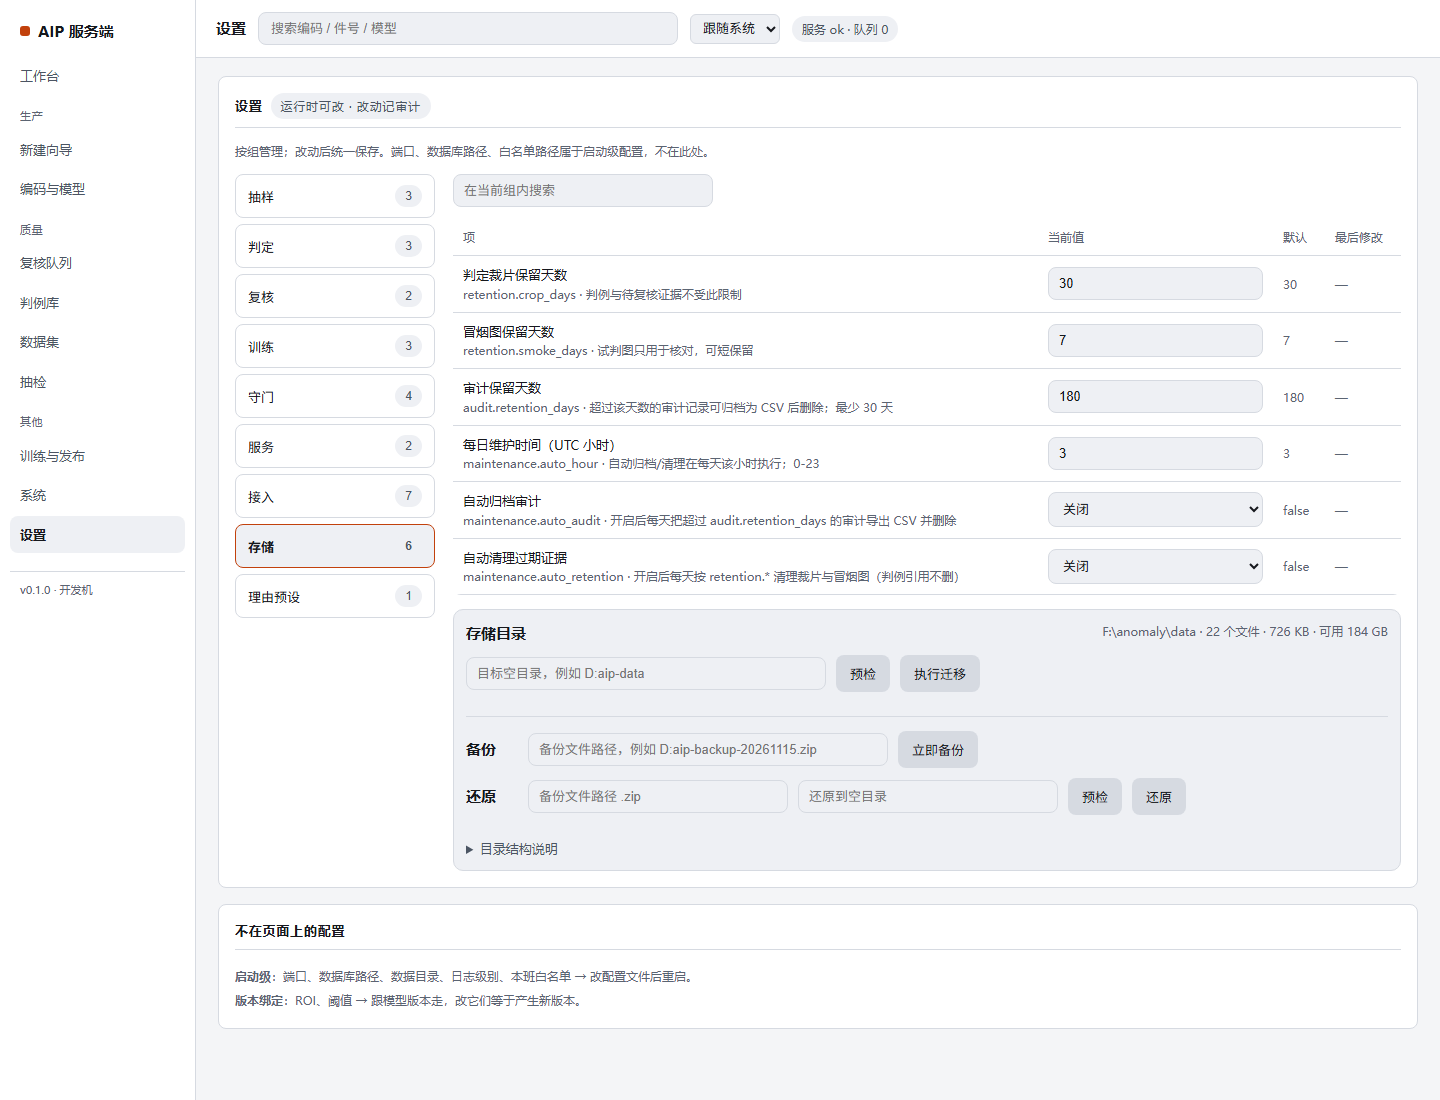 AIP 服务端
工作台
生产
新建向导
编码与模型
质量
复核队列
判例库
数据集
抽检
其他
训练与发布
系统
设置
v0.1.0 · 开发机
设置
搜索编码 / 件号 / 模型
跟随系统
服务 ok · 队列 0
设置
运行时可改 · 改动记审计
按组管理；改动后统一保存。端口、数据库路径、白名单路径属于启动级配置，不在此处。
抽样 3
判定 3
复核 2
训练 3
守门 4
服务 2
接入 7
存储 6
理由预设 1
在当前组内搜索
项 当前值 默认 最后修改
判定裁片保留天数
retention.crop_days · 判例与待复核证据不受此限制
30 30 —
冒烟图保留天数
retention.smoke_days · 试判图只用于核对，可短保留
7 7 —
审计保留天数
audit.retention_days · 超过该天数的审计记录可归档为 CSV 后删除；最少 30 天
180 180 —
每日维护时间（UTC 小时）
maintenance.auto_hour · 自动归档/清理在每天该小时执行；0-23
3 3 —
自动归档审计
maintenance.auto_audit · 开启后每天把超过 audit.retention_days 的审计导出 CSV 并删除
关闭 false —
自动清理过期证据
maintenance.auto_retention · 开启后每天按 retention.* 清理裁片与冒烟图（判例引用不删）
关闭 false —
存储目录
F:\anomaly\data · 22 个文件 · 726 KB · 可用 184 GB
目标空目录，例如 D:aip-data
预检
执行迁移
备份
备份文件路径，例如 D:aip-backup-20261115.zip
立即备份
还原
备份文件路径 .zip
还原到空目录
预检
还原
▶ 目录结构说明
不在页面上的配置
启动级：端口、数据库路径、数据目录、日志级别、本班白名单 → 改配置文件后重启。
版本绑定：ROI、阈值 → 跟模型版本走，改它们等于产生新版本。